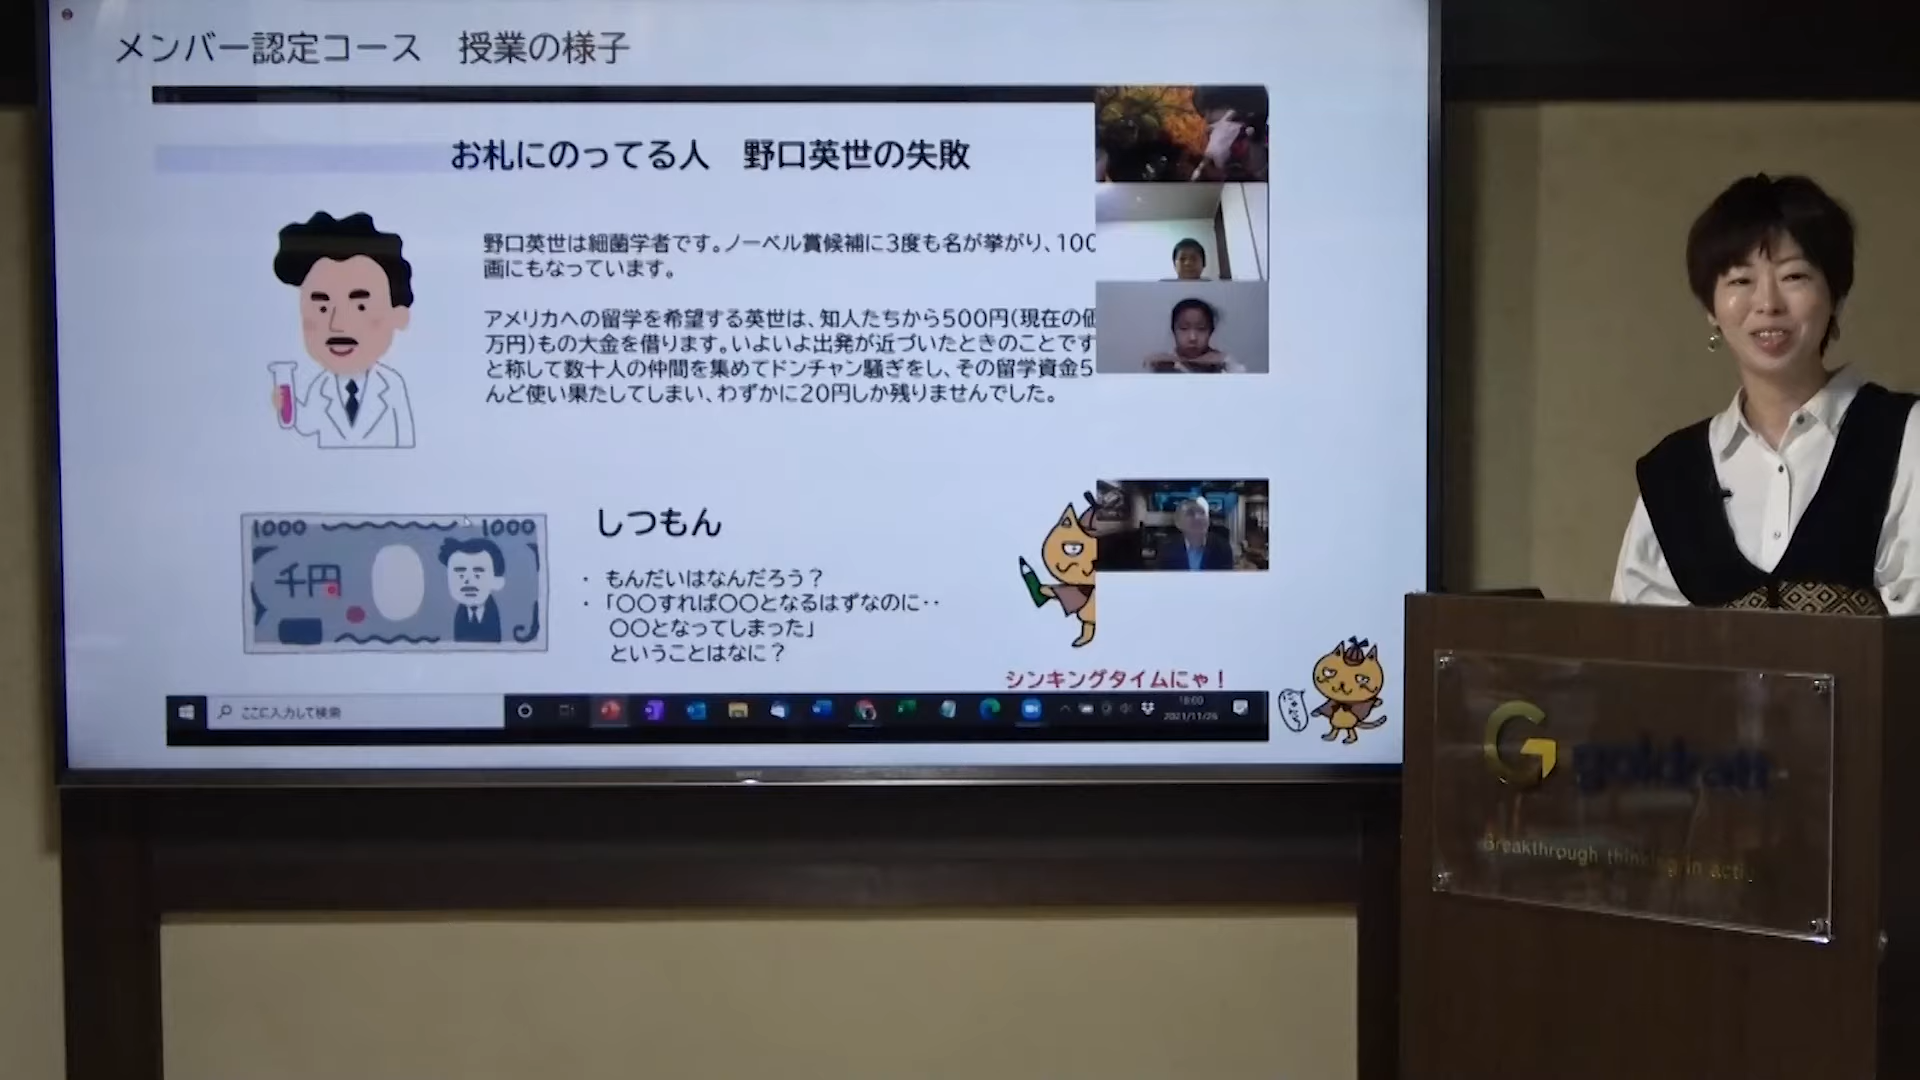 メンバー認定コース　授業の様子
お札にのってる人　野口英世の失敗
野口英世は細菌学者です。ノーベル賞候補に3度も名が挙がり、100
画にもなっています。
アメリカへの留学を希望する英世は、知人たちから500円(現在の価
万円)もの大金を借ります。いよいよ出発が近づいたときのことです
と称して数十人の仲間を集めてドンチャン騒ぎをし、その留学資金5
んど使い果たしてしまい、わずかに20円しか残りませんでした。
1000 1000
千円
しつもん
・ もんだいはなんだろう？
・ 「〇〇すれば〇〇となるはずなのに‥
〇〇となってしまった」
ということはなに？
シンキングタイムにゃ！
ここに入力して検索
18:00
2021/11/26
G goldratt
Breakthrough thinking in acti